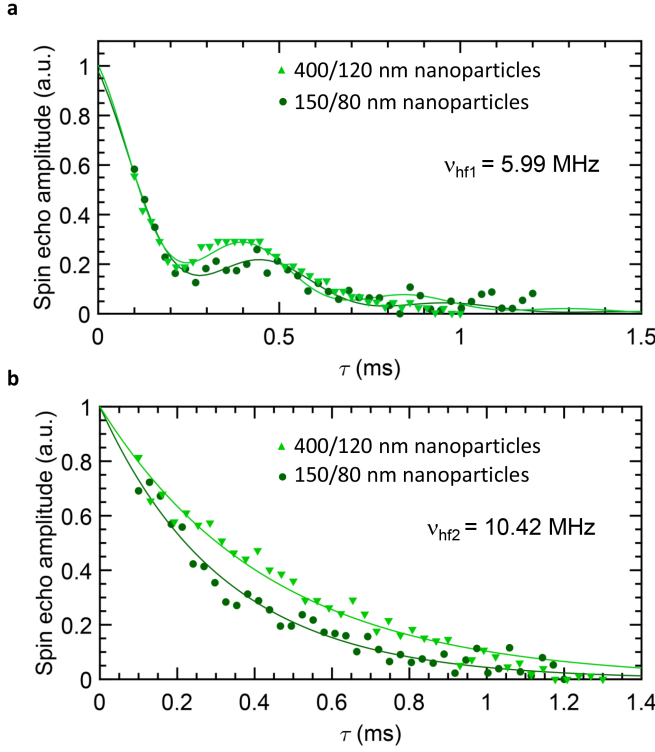 a
1
0.8
0.6
0.4
0.2
0
Spin echo amplitude (a.u.)
400/120 nm nanoparticles
150/80 nm nanoparticles
νhf1 = 5.99 MHz
0 0.5 1 1.5
τ (ms)
b
1
0.8
0.6
0.4
0.2
0
Spin echo amplitude (a.u.)
400/120 nm nanoparticles
150/80 nm nanoparticles
νhf2 = 10.42 MHz
0 0.2 0.4 0.6 0.8 1 1.2 1.4
τ (ms)